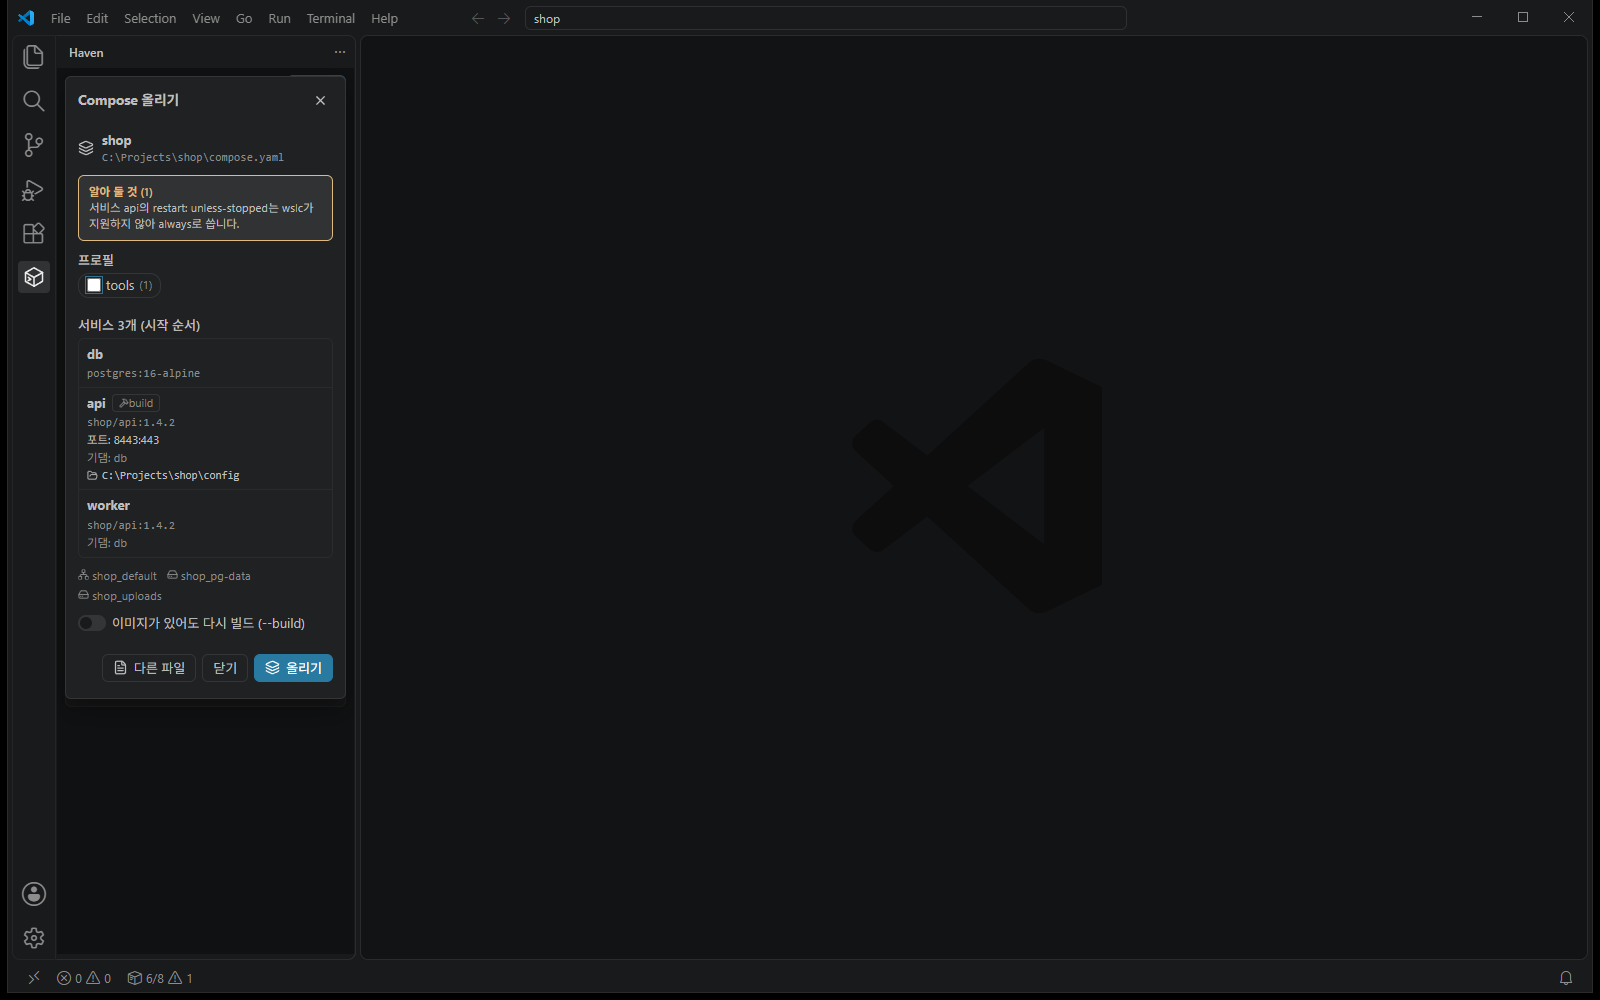 File Edit Selection View Go Run Terminal Help
shop
Haven
Compose 올리기
shop
C:\Projects\shop\compose.yaml
알아 둘 것 (1)
서비스 api의 restart: unless-stopped는 wslc가
지원하지 않아 always로 씁니다.
프로필
tools (1)
서비스 3개 (시작 순서)
db
postgres:16-alpine
api build
shop/api:1.4.2
포트: 8443:443
기댐: db
C:\Projects\shop\config
worker
shop/api:1.4.2
기댐: db
shop_default shop_pg-data
shop_uploads
이미지가 있어도 다시 빌드 (--build)
다른 파일 닫기 올리기
0 0 6/8 1